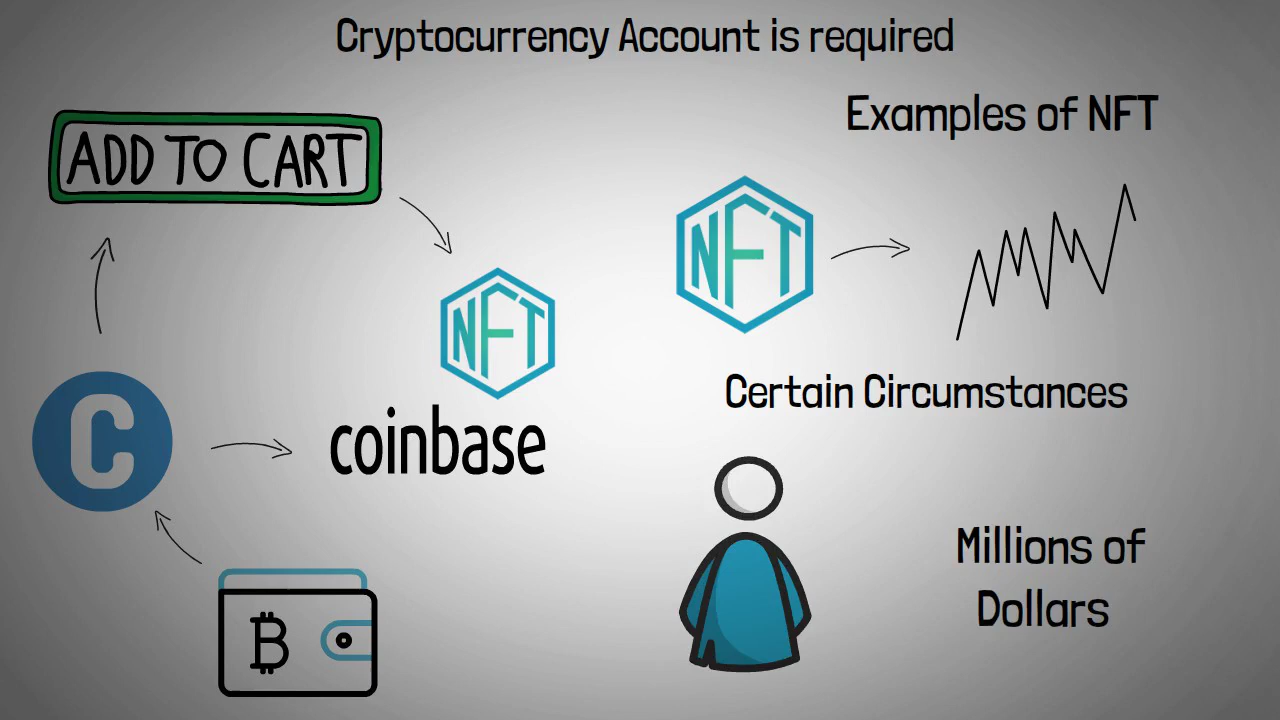 Cryptocurrency Account is required
ADD TO CART
NFT
C
coinbase
B
Examples of NFT
NFT
Certain Circumstances
Millions of
Dollars